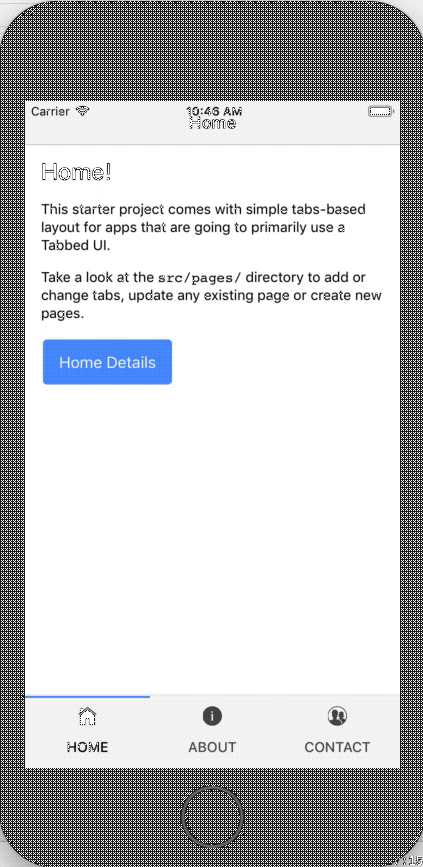 Carrier 10:46 AM
Home
Home!
This starter project comes with simple tabs-based
layout for apps that are going to primarily use a
Tabbed UI.
Take a look at the src/pages/ directory to add or
change tabs, update any existing page or create new
pages.
Home Details
HOME ABOUT CONTACT